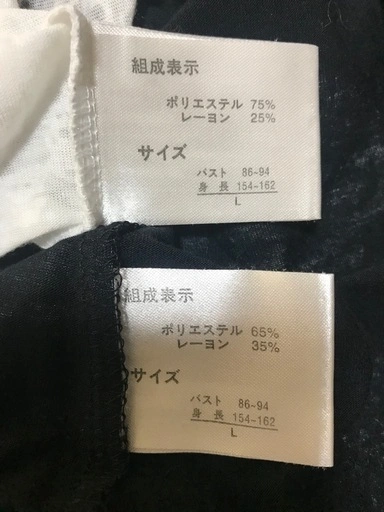 組成表示
ポリエステル 75%
レーヨン 25%
サイズ
バスト 86~94
身長 154-162
L
組成表示
ポリエステル 65%
レーヨン 35%
サイズ
バスト 86~94
身長 154-162
L